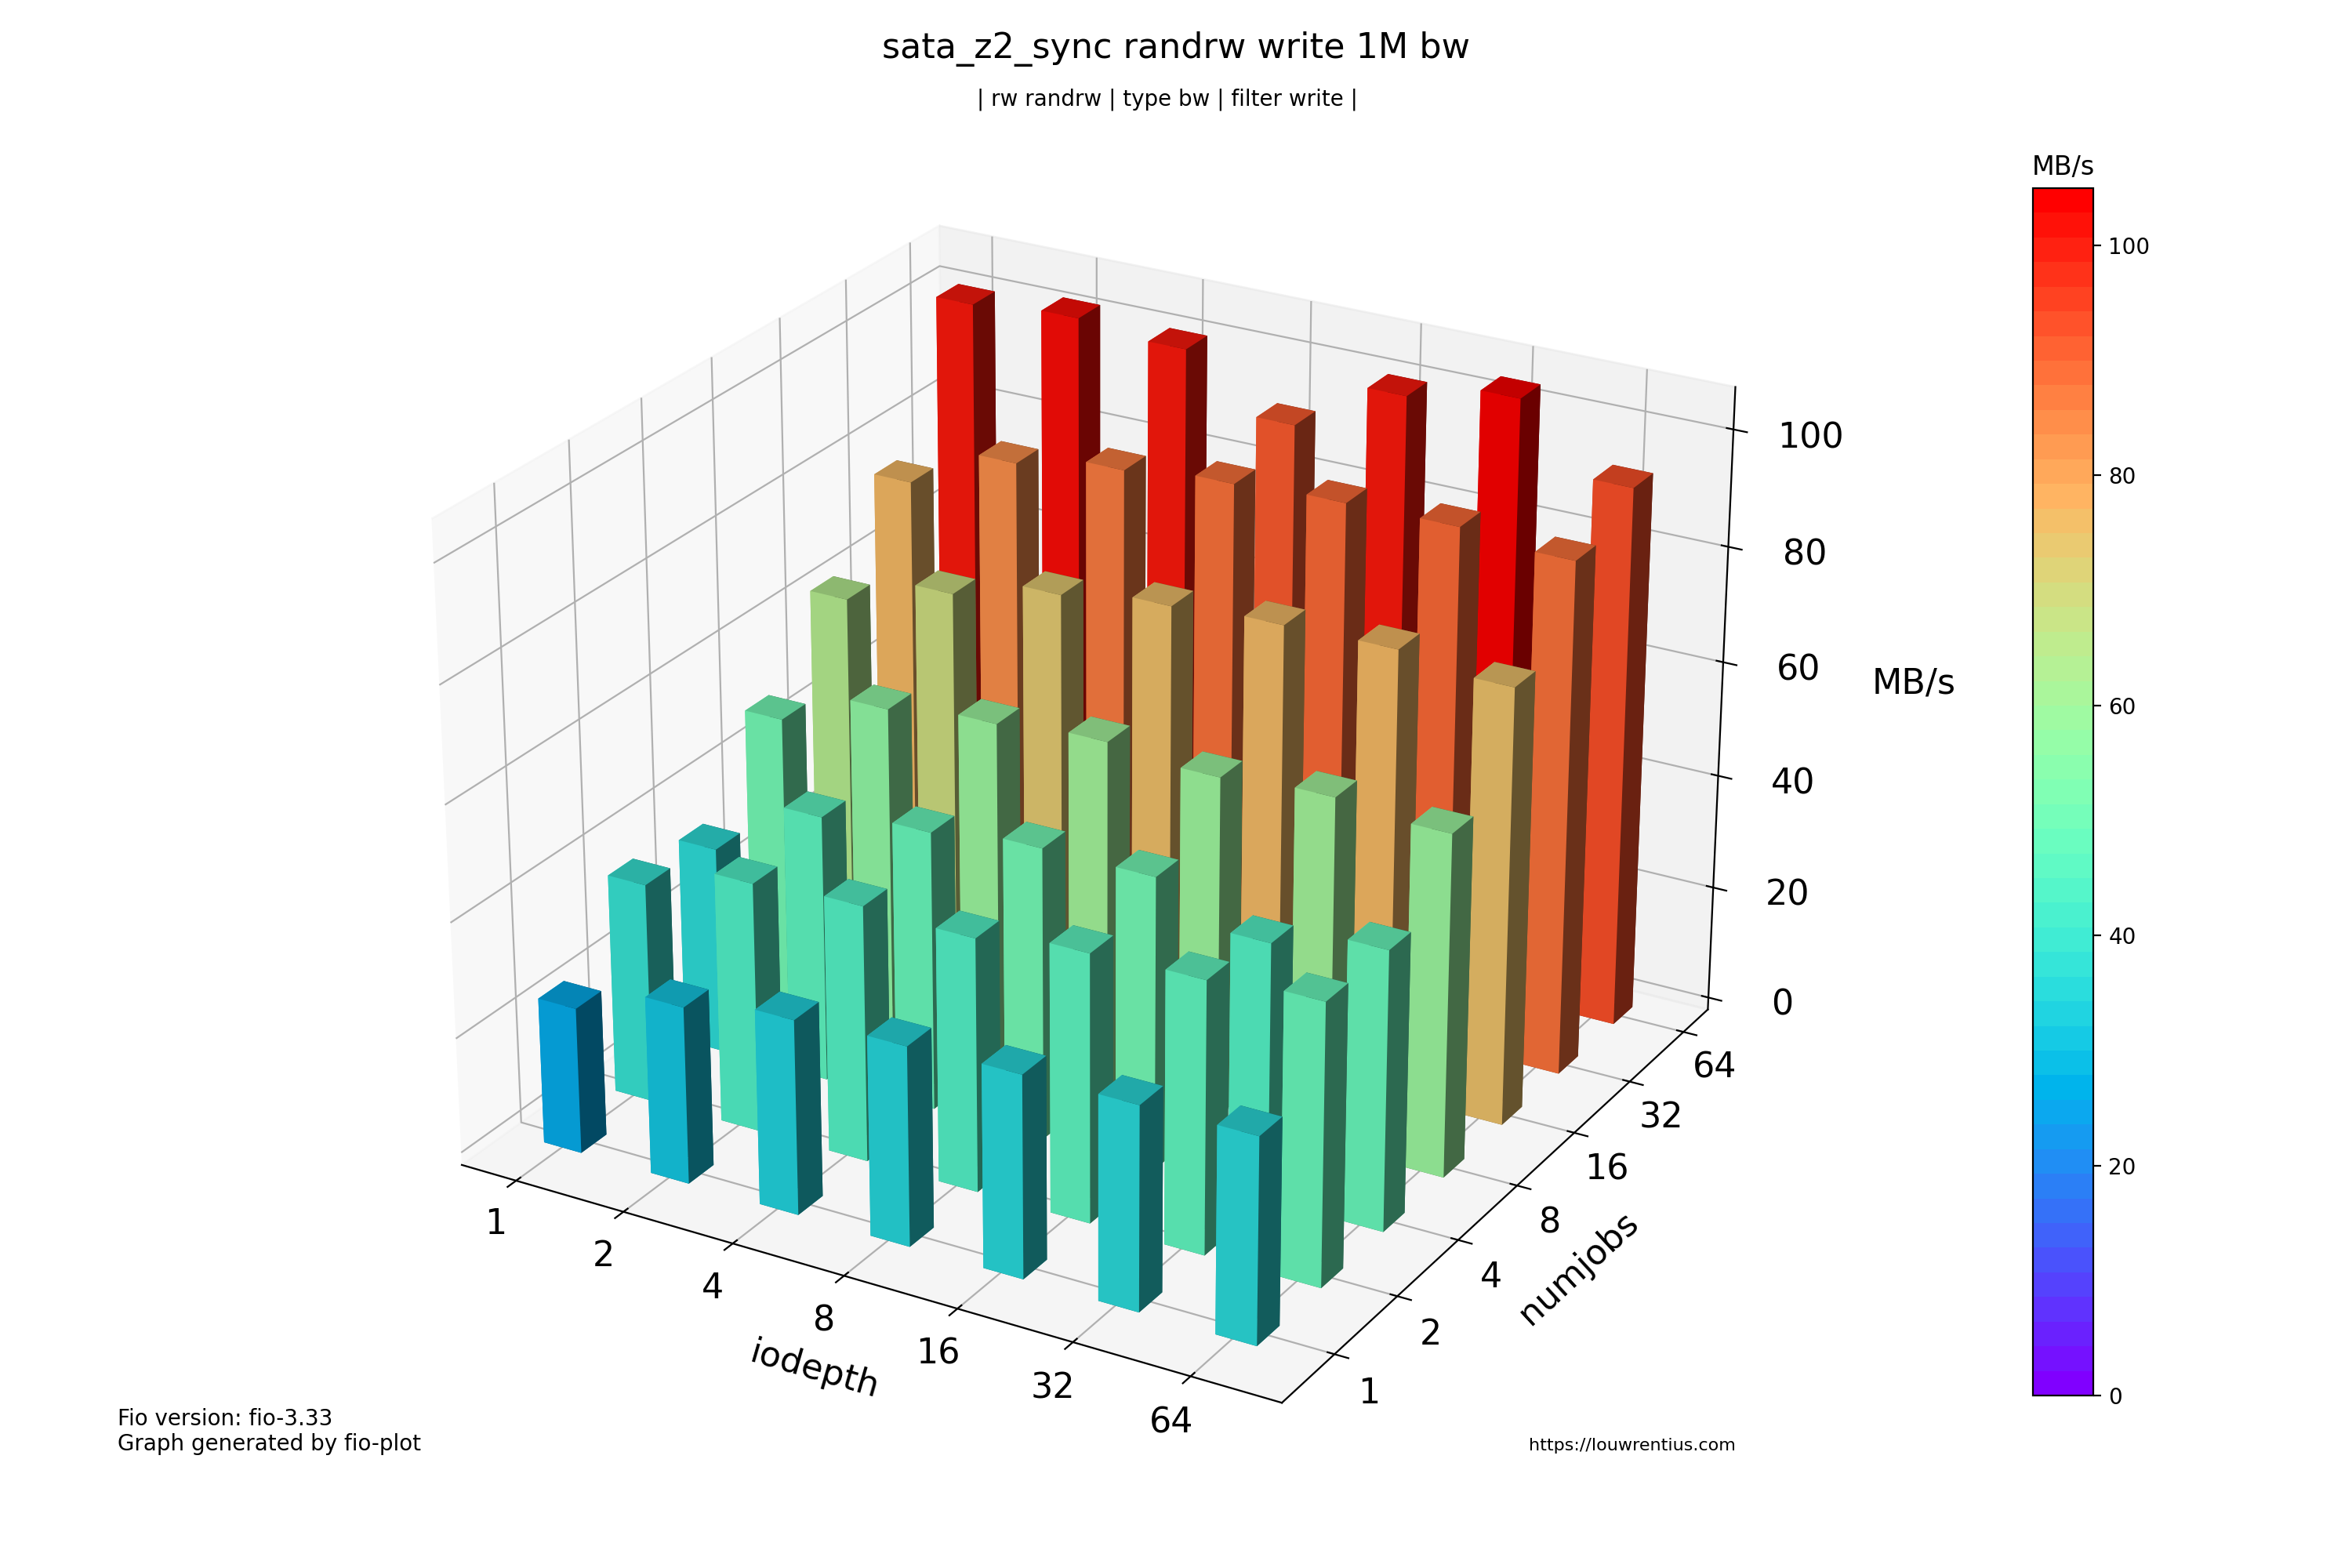 sata_z2_sync randrw write 1M bw
| rw randrw | type bw | filter write |
MB/s
100
80
60
40
20
0
100
80
60
40
20
0
MB/s
1
2
4
8
16
32
64
iodepth
1
2
4
8
16
32
64
numjobs
Fio version: fio-3.33
Graph generated by fio-plot
https://louwrentius.com